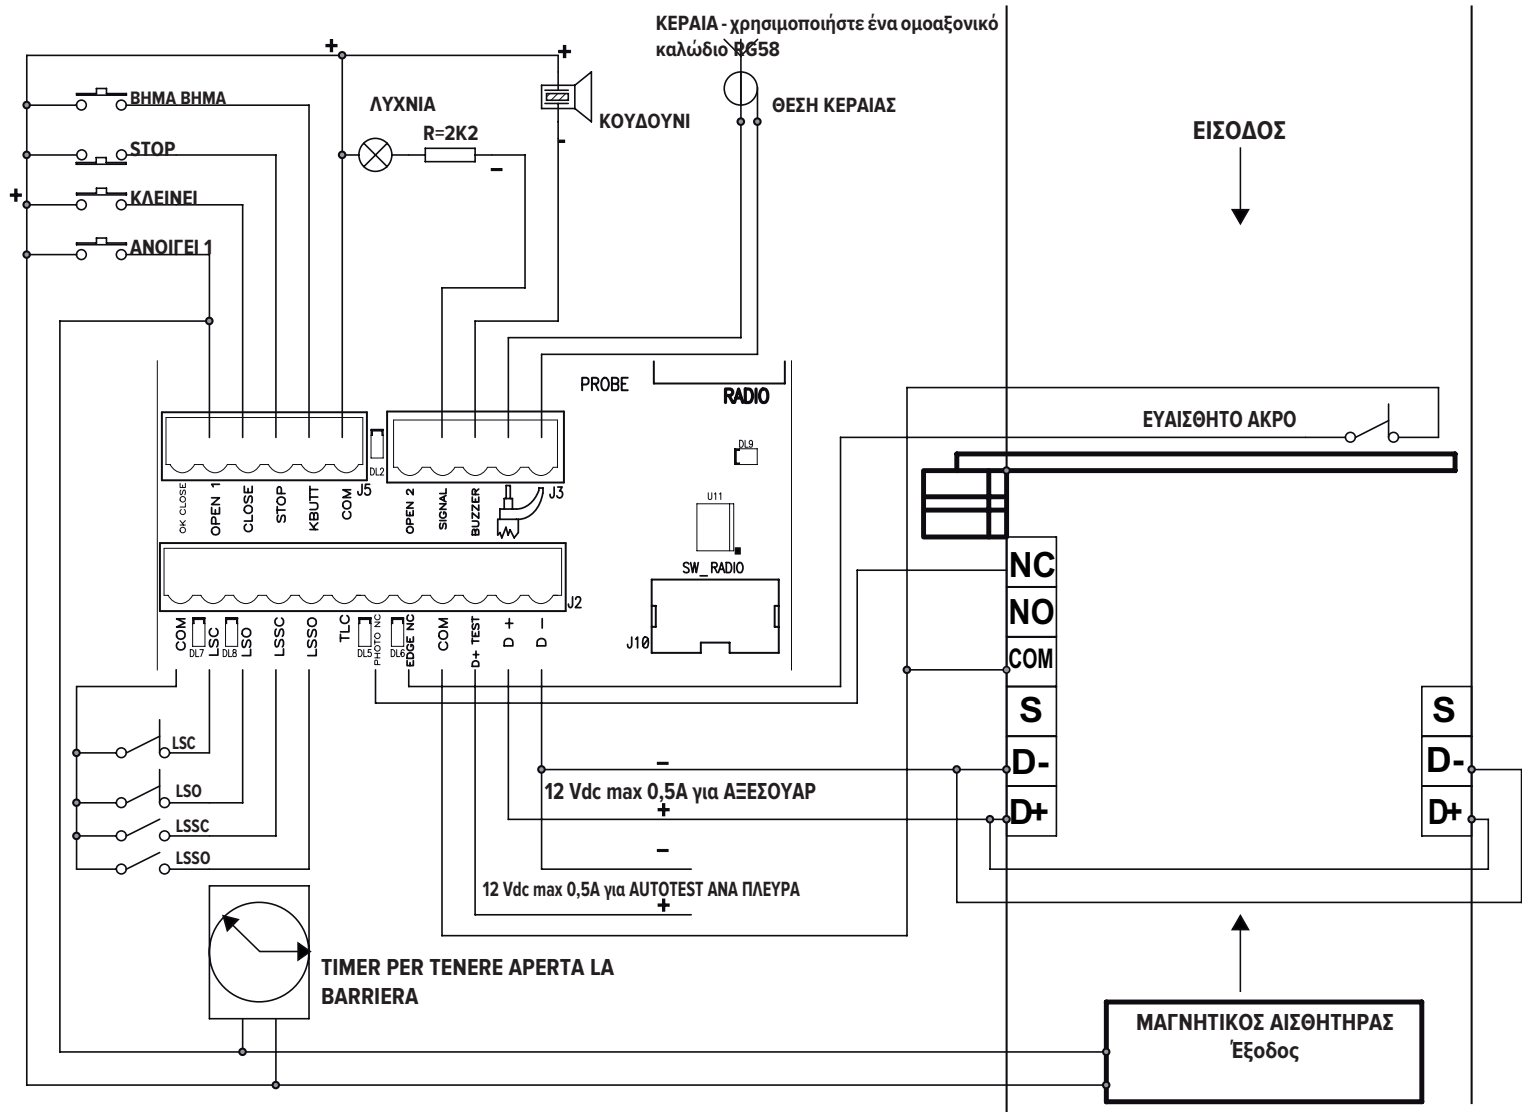 ΚΕΡΑΙΑ - χρησιμοποιήστε ένα ομοαξονικό
καλώδιο RG58
+
+
ΒΗΜΑ ΒΗΜΑ
ΛΥΧΝΙΑ
ΘΕΣΗ ΚΕΡΑΙΑΣ
ΚΟΥΔΟΥΝΙ
R=2K2
ΕΙΣΟΔΟΣ
-
STOP
-
+
ΚΛΕΙΝΕΙ
ΑΝΟΙΓΕΙ 1
PROBE
RADIO
ΕΥΑΙΣΘΗΤΟ ΑΚΡΟ
DL9
DL2
J5
J3
OK CLOSE
OPEN 1
CLOSE
STOP
KBUTT
COM
OPEN 2
SIGNAL
BUZZER
U11
SW_RADIO
NC
J2
NO
COM
DL7
LSC
DL8
LSO
LSSC
LSSO
TLC
DL5
PHOTO NC
DL6
EDGE NC
COM
D+ TEST
D +
D -
J10
COM
S
S
LSC
-
D-
D-
LSO
12 Vdc max 0,5A για ΑΞΕΣΟΥΑΡ
+
D+
D+
LSSC
LSSO
-
12 Vdc max 0,5A για AUTOTEST ΑΝΑ ΠΛΕΥΡΑ
+
TIMER PER TENERE APERTA LA
BARRIERA
ΜΑΓΝΗΤΙΚΟΣ ΑΙΣΘΗΤΗΡΑΣ
Έξοδος